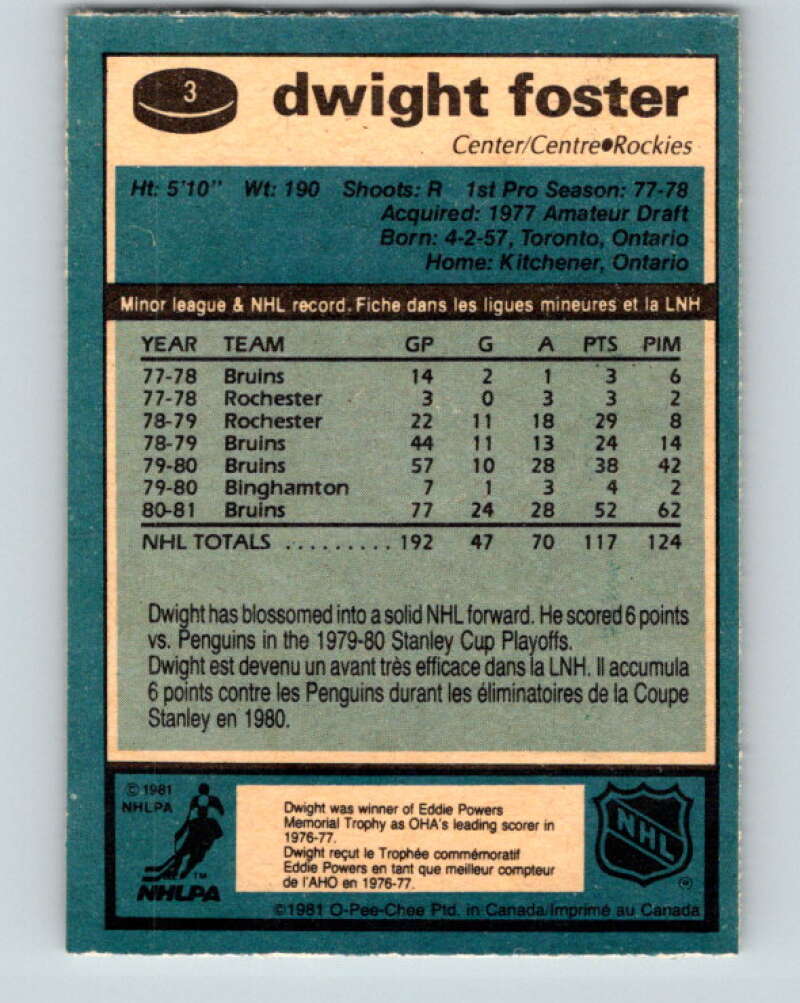 3
dwight foster
Center/Centre●Rockies
Ht: 5'10" Wt: 190 Shoots: R 1st Pro Season: 77-78
Acquired: 1977 Amateur Draft
Born: 4-2-57, Toronto, Ontario
Home: Kitchener, Ontario
Minor league & NHL record. Fiche dans les ligues mineures et la LNH
YEAR TEAM GP G A PTS PIM
77-78 Bruins 14 2 1 3 6
77-78 Rochester 3 0 3 3 2
78-79 Rochester 22 11 18 29 8
78-79 Bruins 44 11 13 24 14
79-80 Bruins 57 10 28 38 42
79-80 Binghamton 7 1 3 4 2
80-81 Bruins 77 24 28 52 62
NHL TOTALS ......... 192 47 70 117 124
Dwight has blossomed into a solid NHL forward. He scored 6 points
vs. Penguins in the 1979-80 Stanley Cup Playoffs.
Dwight est devenu un avant très efficace dans la LNH. Il accumula
6 points contre les Penguins durant les éliminatoires de la Coupe
Stanley en 1980.
© 1981
NHLPA
Dwight was winner of Eddie Powers
Memorial Trophy as OHA's leading scorer in
1976-77.
Dwight reçut le Trophée commémoratif
Eddie Powers en tant que meilleur compteur
de l'AHO en 1976-77.
TM
NHLPA
NHL
©1981 O-Pee-Chee Ptd. in Canada/Imprimé au Canada